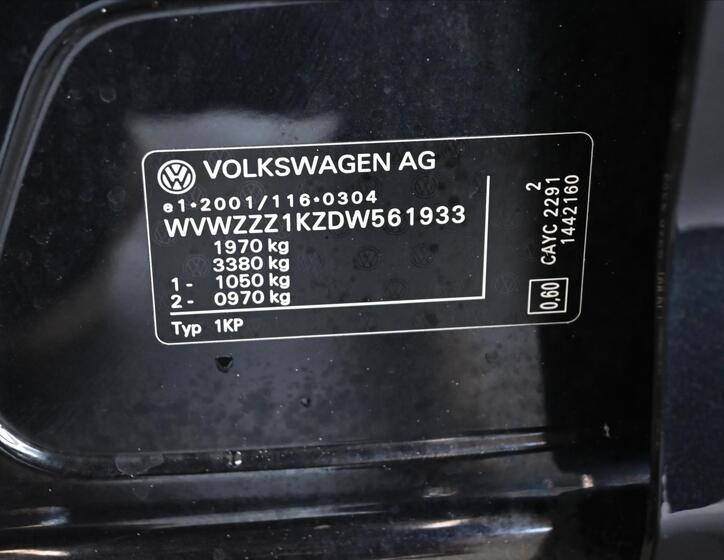 VOLKSWAGEN AG
e1*2001/116*0304
WVWZZZ1KZDW561933
1970 kg
3380 kg
1 - 1050 kg
2 - 0970 kg
Typ 1KP
2
CAYC 2291
1442160
0,60